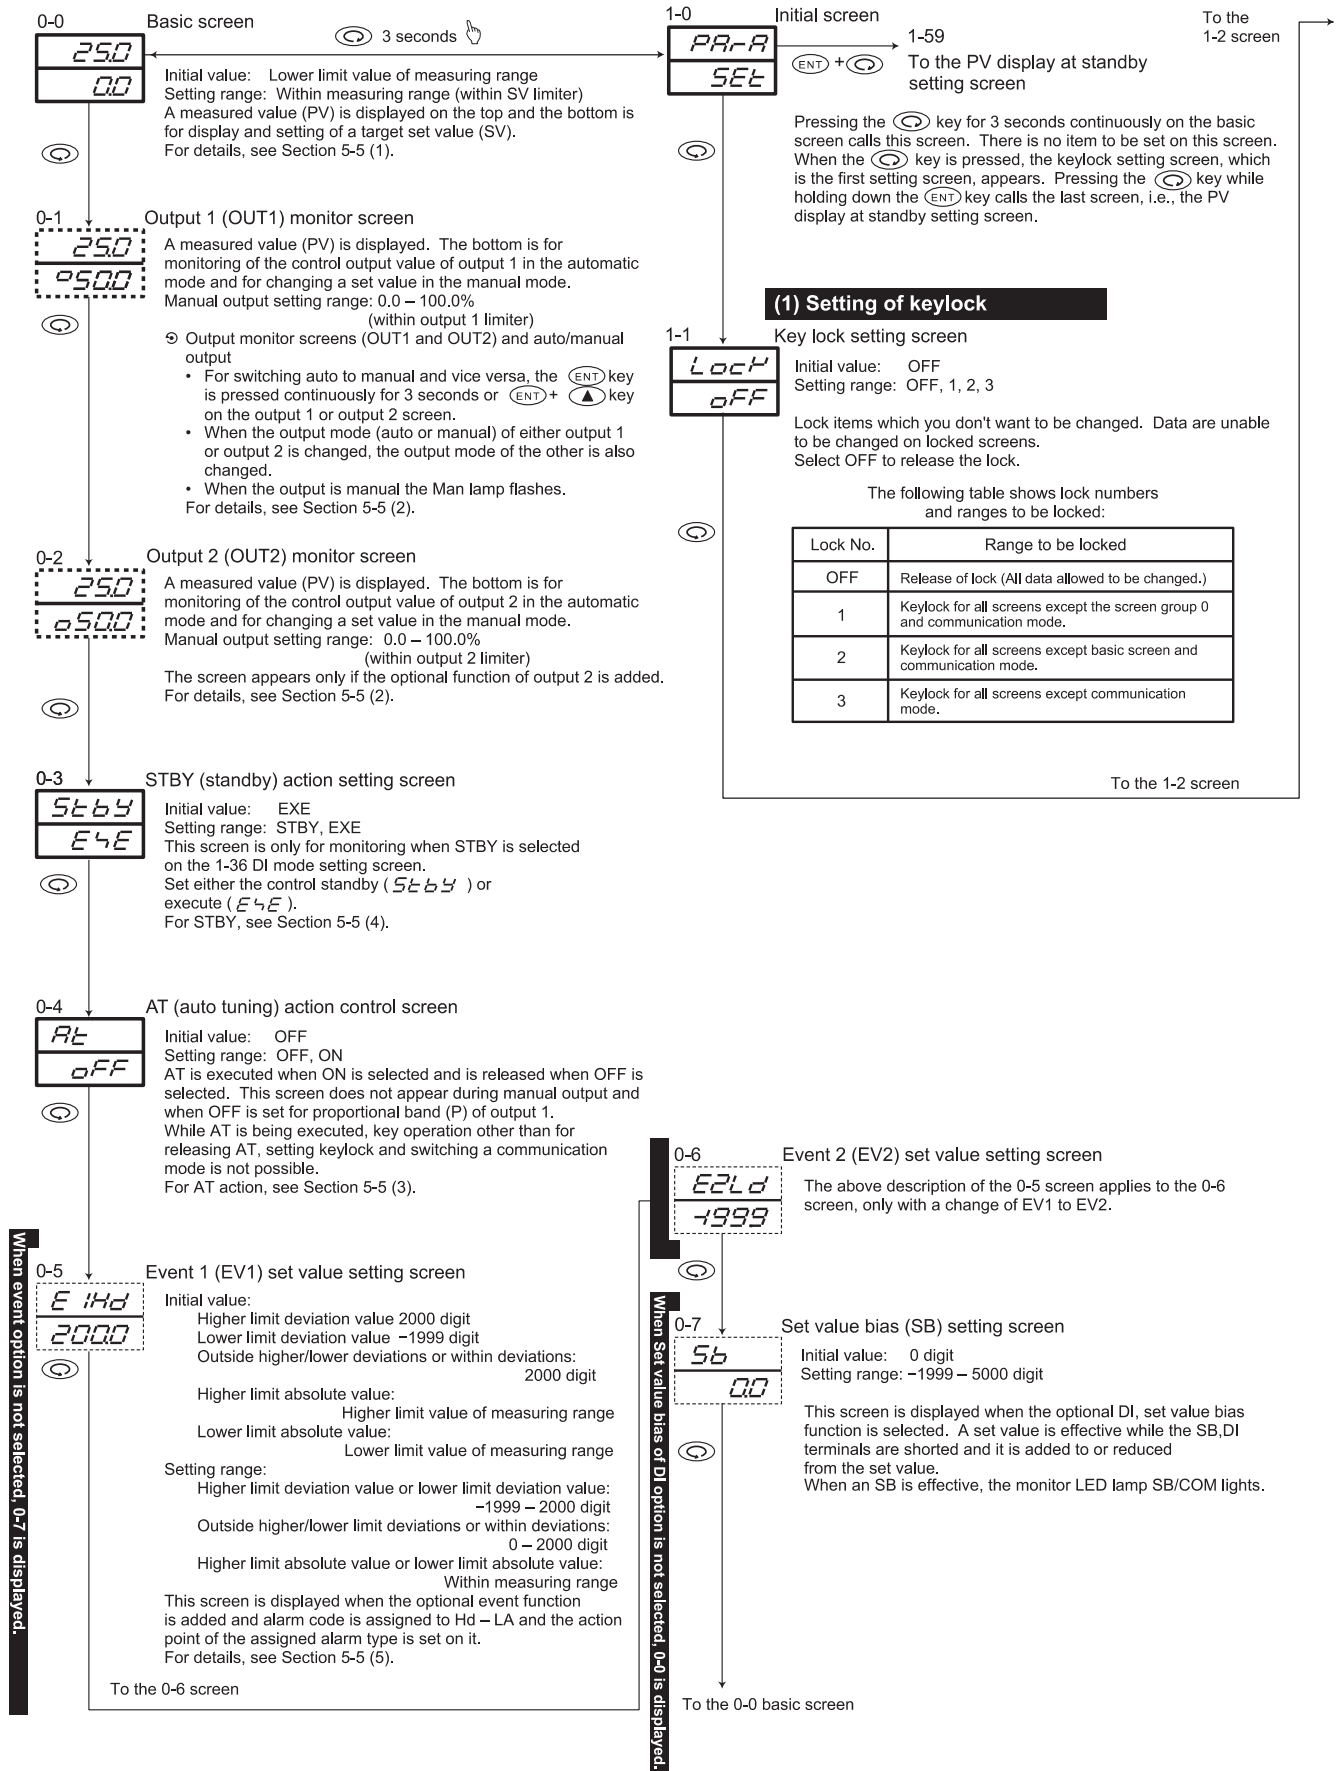 0-0
Basic screen
3 seconds
25.0
0.0
Initial value: Lower limit value of measuring range
Setting range: Within measuring range (within SV limiter)
A measured value (PV) is displayed on the top and the bottom is
for display and setting of a target set value (SV).
For details, see Section 5-5 (1).
0-1
Output 1 (OUT1) monitor screen
25.0
o50.0
A measured value (PV) is displayed. The bottom is for
monitoring of the control output value of output 1 in the automatic
mode and for changing a set value in the manual mode.
Manual output setting range: 0.0 – 100.0%
(within output 1 limiter)
Output monitor screens (OUT1 and OUT2) and auto/manual
output
• For switching auto to manual and vice versa, the ENT key
is pressed continuously for 3 seconds or ENT + ▲ key
on the output 1 or output 2 screen.
• When the output mode (auto or manual) of either output 1
or output 2 is changed, the output mode of the other is also
changed.
• When the output is manual the Man lamp flashes.
For details, see Section 5-5 (2).
0-2
Output 2 (OUT2) monitor screen
25.0
o50.0
A measured value (PV) is displayed. The bottom is for
monitoring of the control output value of output 2 in the automatic
mode and for changing a set value in the manual mode.
Manual output setting range: 0.0 – 100.0%
(within output 2 limiter)
The screen appears only if the optional function of output 2 is added.
For details, see Section 5-5 (2).
0-3
STBY (standby) action setting screen
Stby
EXE
Initial value: EXE
Setting range: STBY, EXE
This screen is only for monitoring when STBY is selected
on the 1-36 DI mode setting screen.
Set either the control standby ( Stby ) or
execute ( EXE ).
For STBY, see Section 5-5 (4).
0-4
AT (auto tuning) action control screen
At
oFF
Initial value: OFF
Setting range: OFF, ON
AT is executed when ON is selected and is released when OFF is
selected. This screen does not appear during manual output and
when OFF is set for proportional band (P) of output 1.
While AT is being executed, key operation other than for
releasing AT, setting keylock and switching a communication
mode is not possible.
For AT action, see Section 5-5 (3).
When event option is not selected, 0-7 is displayed.
0-5
Event 1 (EV1) set value setting screen
E1Hd
200.0
Initial value:
Higher limit deviation value 2000 digit
Lower limit deviation value −1999 digit
Outside higher/lower deviations or within deviations:
2000 digit
Higher limit absolute value:
Higher limit value of measuring range
Lower limit absolute value:
Lower limit value of measuring range
Setting range:
Higher limit deviation value or lower limit deviation value:
−1999 – 2000 digit
Outside higher/lower limit deviations or within deviations:
0 – 2000 digit
Higher limit absolute value or lower limit absolute value:
Within measuring range
This screen is displayed when the optional event function
is added and alarm code is assigned to Hd – LA and the action
point of the assigned alarm type is set on it.
For details, see Section 5-5 (5).
To the 0-6 screen
1-0
Initial screen
PArA
SEt
ENT +
1-59
To the PV display at standby
setting screen
To the
1-2 screen
Pressing the key for 3 seconds continuously on the basic
screen calls this screen. There is no item to be set on this screen.
When the key is pressed, the keylock setting screen, which
is the first setting screen, appears. Pressing the key while
holding down the ENT key calls the last screen, i.e., the PV
display at standby setting screen.
(1) Setting of keylock
1-1
Key lock setting screen
LocK
oFF
Initial value: OFF
Setting range: OFF, 1, 2, 3
Lock items which you don't want to be changed. Data are unable
to be changed on locked screens.
Select OFF to release the lock.
The following table shows lock numbers
and ranges to be locked:
Lock No. Range to be locked
OFF Release of lock (All data allowed to be changed.)
1 Keylock for all screens except the screen group 0
and communication mode.
2 Keylock for all screens except basic screen and
communication mode.
3 Keylock for all screens except communication
mode.
To the 1-2 screen
0-6
Event 2 (EV2) set value setting screen
E2Ld
-1999
The above description of the 0-5 screen applies to the 0-6
screen, only with a change of EV1 to EV2.
When Set value bias of DI option is not selected, 0-0 is displayed.
0-7
Set value bias (SB) setting screen
Sb
0.0
Initial value: 0 digit
Setting range: −1999 – 5000 digit
This screen is displayed when the optional DI, set value bias
function is selected. A set value is effective while the SB,DI
terminals are shorted and it is added to or reduced
from the set value.
When an SB is effective, the monitor LED lamp SB/COM lights.
To the 0-0 basic screen